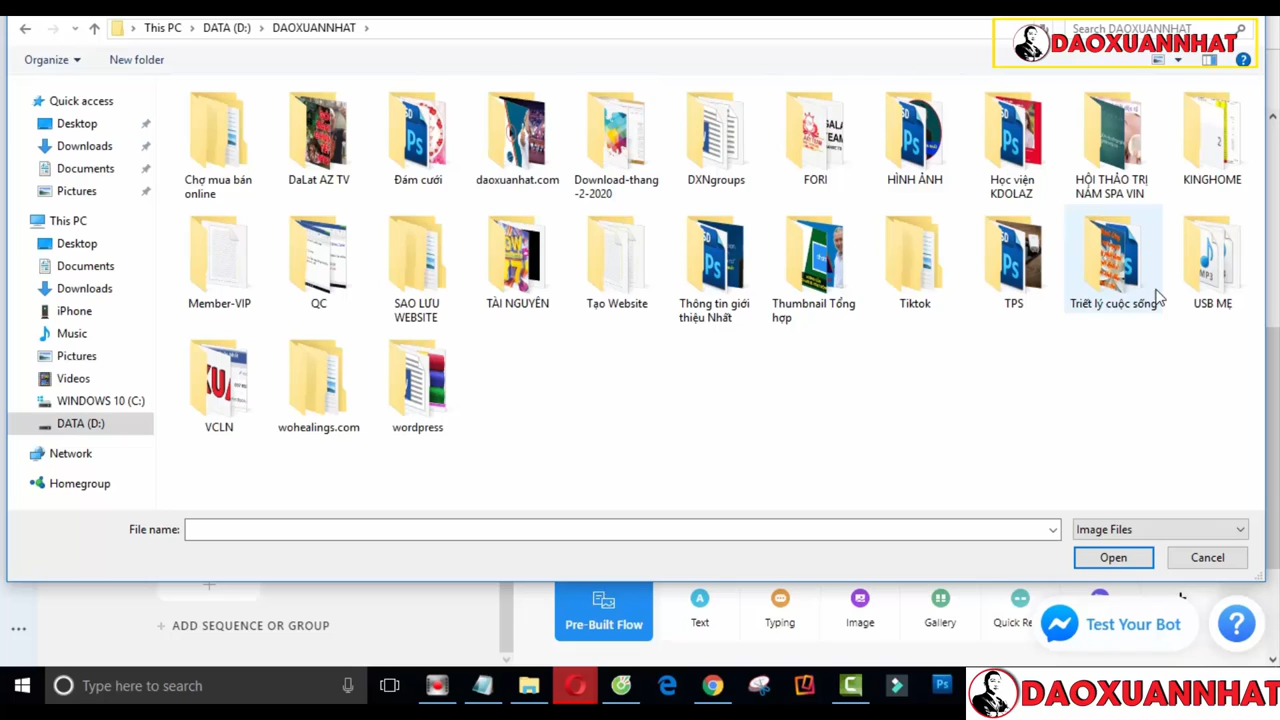 This PC > DATA (D:) > DAOXUANNHAT >
Search DAOXUANNHAT
DAOXUANNHAT
Organize
New folder
Quick access
Desktop
Downloads
Documents
Pictures
This PC
Desktop
Documents
Downloads
iPhone
Music
Pictures
Videos
WINDOWS 10 (C:)
DATA (D:)
Network
Homegroup
Chợ mua bán online
DaLat AZ TV
Đám cưới
daoxuanhat.com
Download-thang-2-2020
DXNgroups
FORI
HÌNH ẢNH
Học viện KDOLAZ
HỘI THẢO TRỊ NÁM SPA VIN
KINGHOME
Member-VIP
QC
SAO LƯU WEBSITE
TÀI NGUYÊN
Tạo Website
Thông tin giới thiệu Nhất
Thumbnail Tổng hợp
Tiktok
TPS
Triết lý cuộc sống
USB MẸ
VCLN
wohealings.com
wordpress
File name:
Image Files
Open
Cancel
+ ADD SEQUENCE OR GROUP
Pre-Built Flow
Text
Typing
Image
Gallery
Quick Re
Test Your Bot
?
Type here to search
DAOXUANNHAT